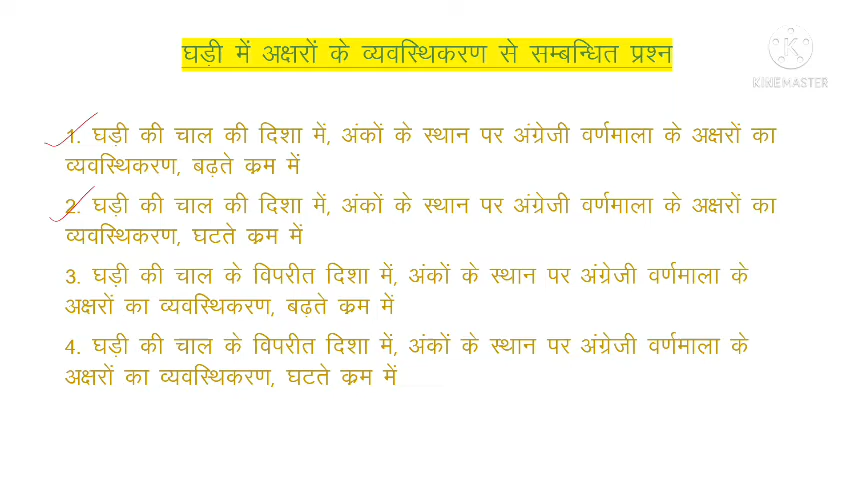 घड़ी में अक्षरों के व्यवस्थिकरण से सम्बन्धित प्रश्न
KINEMASTER
1. घड़ी की चाल की दिशा में, अंकों के स्थान पर अंग्रेजी वर्णमाला के अक्षरों का
व्यवस्थिकरण, बढ़ते क्रम में
2. घड़ी की चाल की दिशा में, अंकों के स्थान पर अंग्रेजी वर्णमाला के अक्षरों का
व्यवस्थिकरण, घटते क्रम में
3. घड़ी की चाल के विपरीत दिशा में, अंकों के स्थान पर अंग्रेजी वर्णमाला के
अक्षरों का व्यवस्थिकरण, बढ़ते क्रम में
4. घड़ी की चाल के विपरीत दिशा में, अंकों के स्थान पर अंग्रेजी वर्णमाला के
अक्षरों का व्यवस्थिकरण, घटते क्रम में